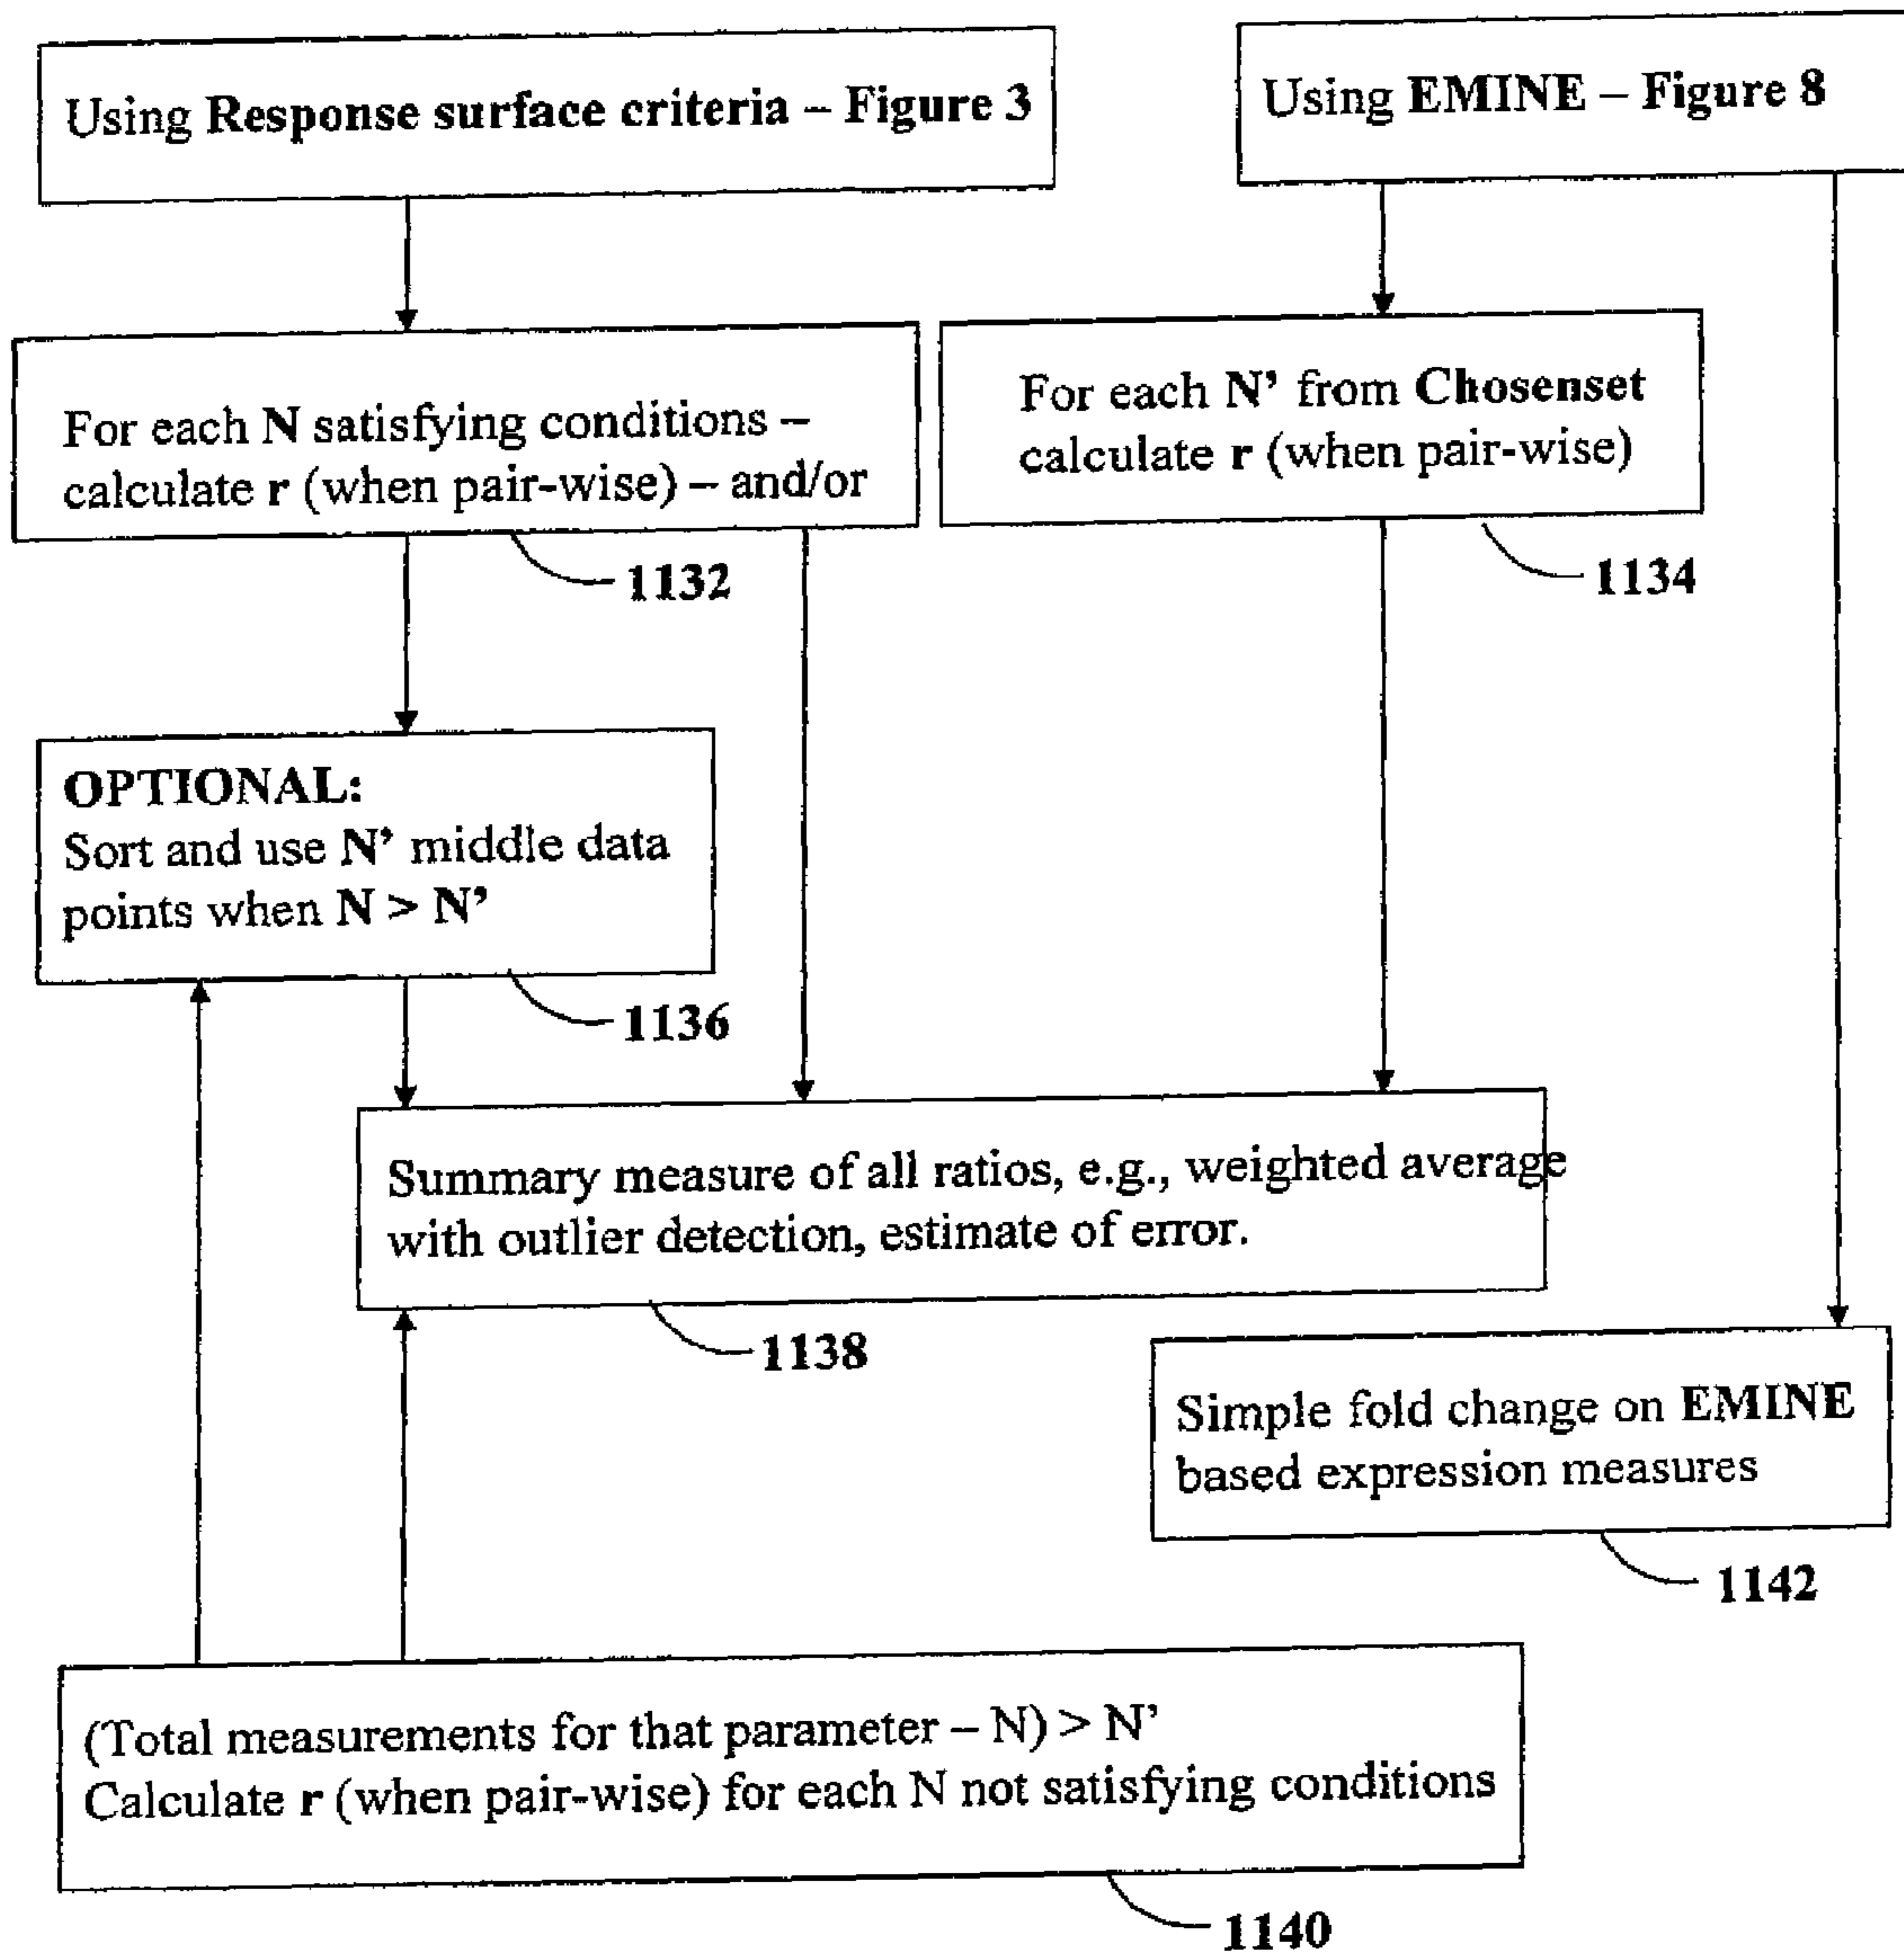 Using Response surface criteria – Figure 3
Using EMINE – Figure 8
For each N satisfying conditions –
calculate r (when pair-wise) – and/or
1132
For each N’ from Chosenset
calculate r (when pair-wise)
1134
OPTIONAL:
Sort and use N’ middle data
points when N > N’
1136
Summary measure of all ratios, e.g., weighted average
with outlier detection, estimate of error.
1138
Simple fold change on EMINE
based expression measures
1142
(Total measurements for that parameter – N) > N’
Calculate r (when pair-wise) for each N not satisfying conditions
1140